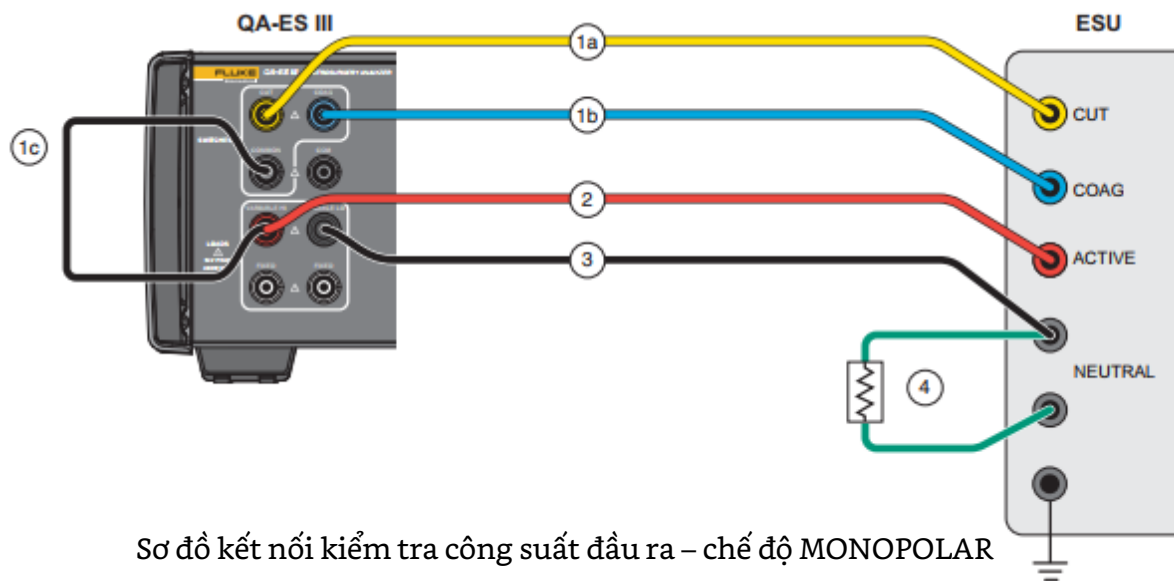 QA-ES III
ESU
1a
FLUKE
CUT
1b
1c
COAG
2
ACTIVE
3
NEUTRAL
4
Sơ đồ kết nối kiểm tra công suất đầu ra – chế độ MONOPOLAR